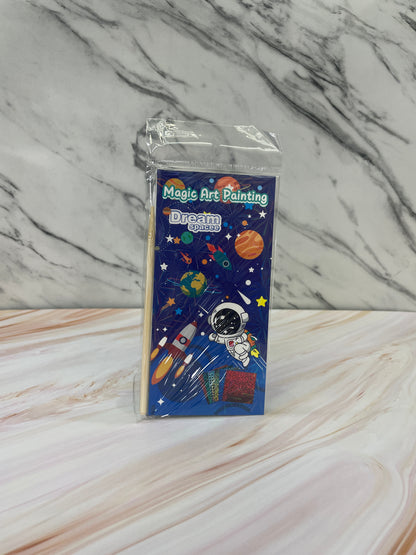 Magic Art Painting
Dream
spaces